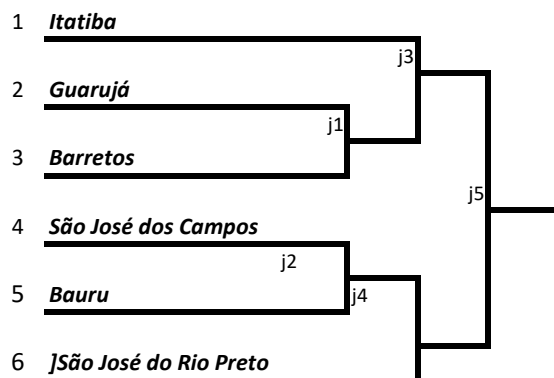 1 Itatiba
j3
2 Guarujá
j1
3 Barretos
j5
4 São José dos Campos
j2
5 Bauru
j4
6 ]São José do Rio Preto